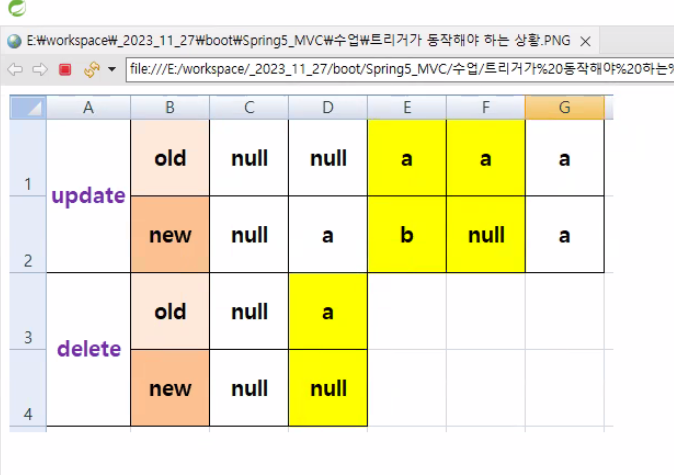 E:₩workspace₩_2023_11_27₩boot₩Spring5_MVC₩수업₩트리거가 동작해야 하는 상황.PNG
file:///E:/workspace/_2023_11_27/boot/Spring5_MVC/수업/트리거가%20동작해야%20하는%
A B C D E F G
1 update old null null a a a
2 new null a b null a
3 delete old null a
4 new null null